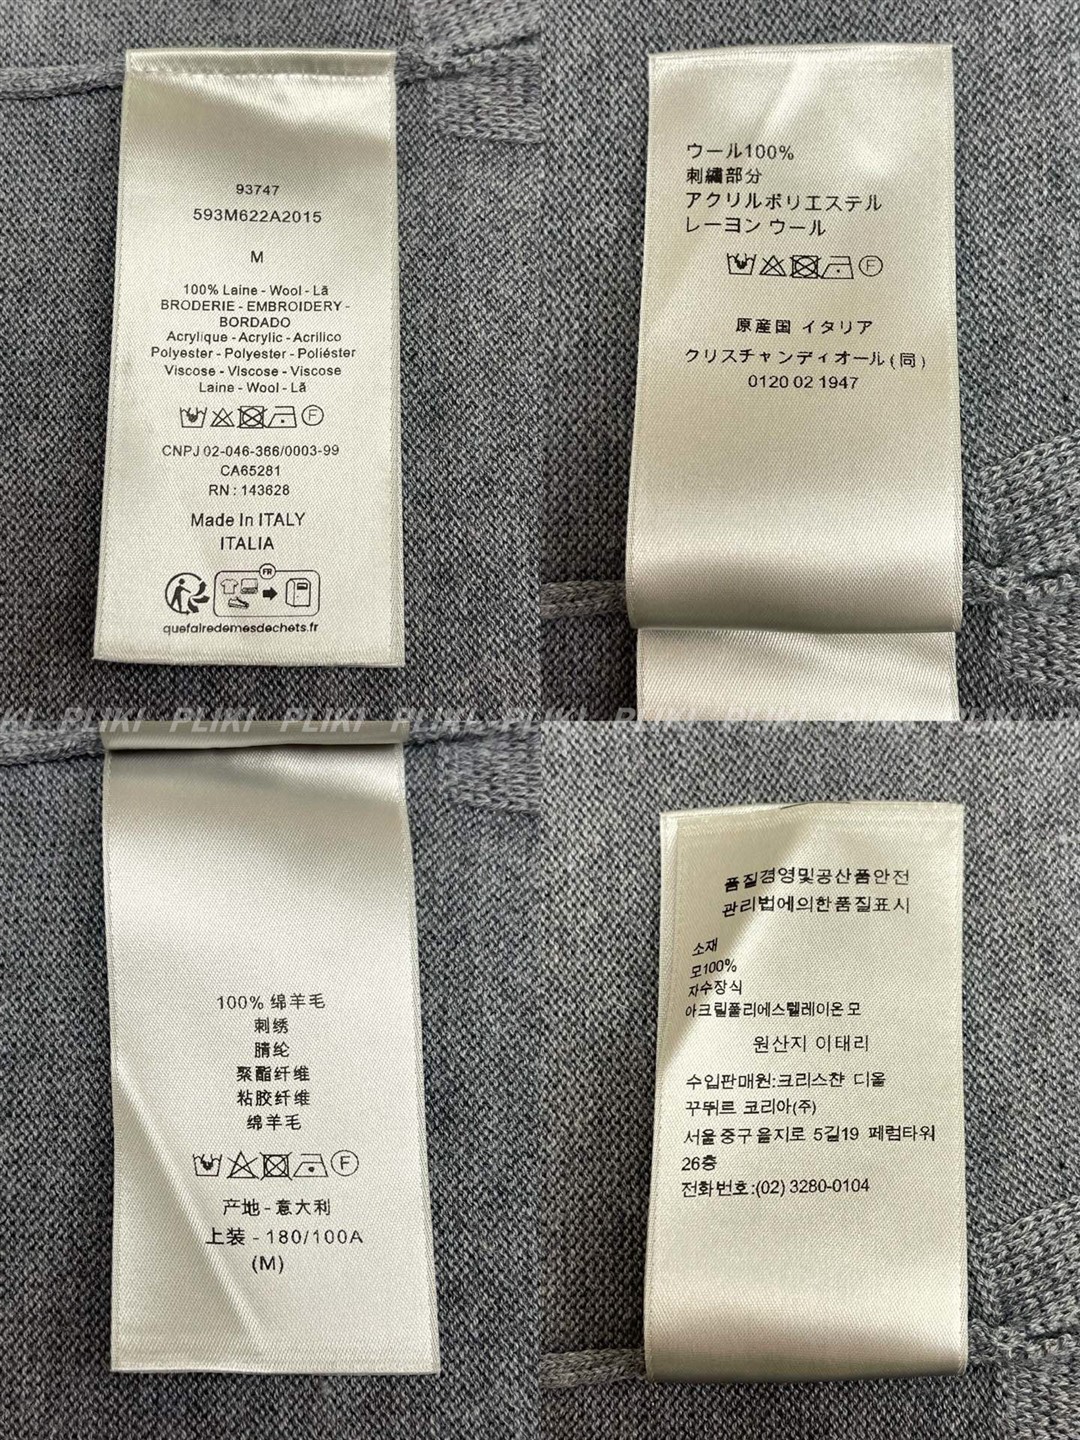 93747
593M622A2015
M
100% Laine - Wool - Lã
BRODERIE - EMBROIDERY -
BORDADO
Acrylique - Acrylic - Acrilico
Polyester - Polyester - Poliéster
Viscose - Viscose - Viscose
Laine - Wool - Lã
F
CNPJ 02-046-366/0003-99
CA65281
RN : 143628
Made In ITALY
ITALIA
FR
quefairedemesdechets.fr
ウール100%
刺繍部分
アクリルポリエステル
レーヨン ウール
F
原産国 イタリア
クリスチャンディオール(同)
0120 02 1947
KI PLIKI PLIKI PLIKI PLIKI PLIKI
100% 绵羊毛
刺绣
腈纶
聚酯纤维
粘胶纤维
绵羊毛
F
产地 - 意大利
上装 - 180/100A
(M)
품질경영및공산품안전
관리법에의한품질표시
소재
모100%
자수장식
아크릴폴리에스텔레이온 모
원산지 이태리
수입판매원:크리스챤 디올
꾸뛰르 코리아(주)
서울 중구 을지로 5길19 페럼타워
26층
전화번호:(02) 3280-0104